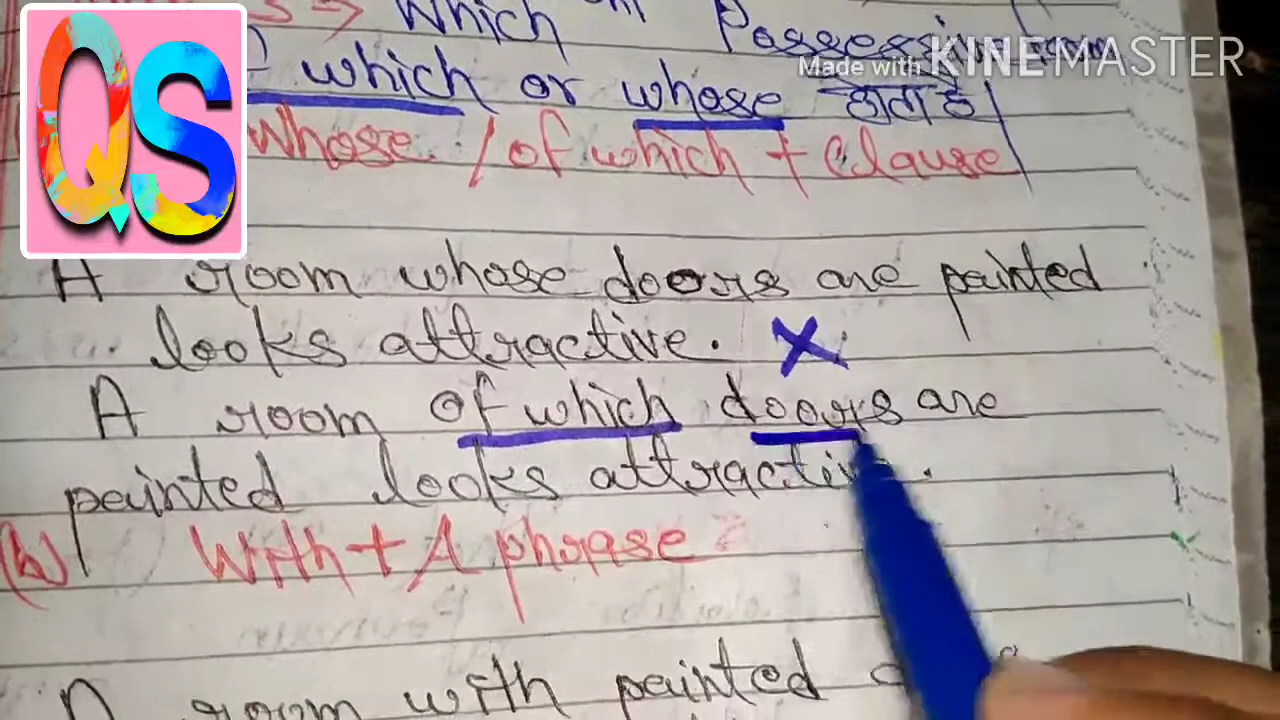 which Possessive form
QS
Made with KINEMASTER
which or whose होता है
Whose / of which + Clause
A room whose doors are painted
looks attractive. X
A room of which doors are
painted looks attractive.
(b) With + A phrase
A room with painted